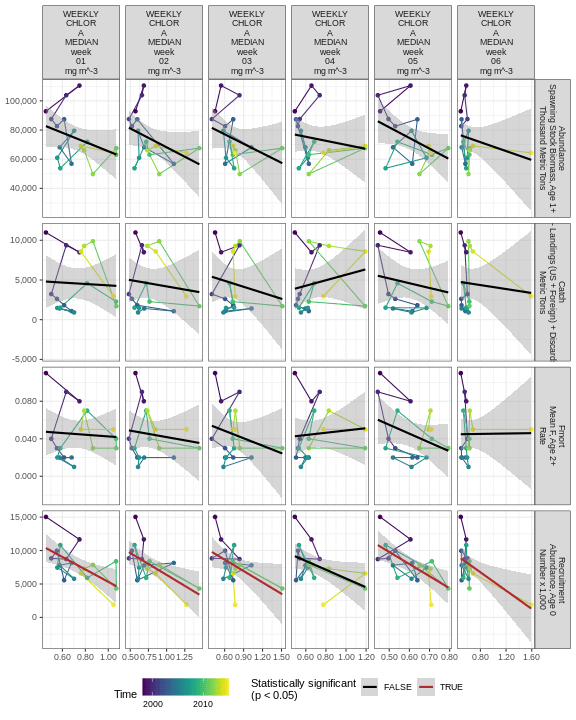 WEEKLY
CHLOR
A
MEDIAN
week
01
mg m^-3
WEEKLY
CHLOR
A
MEDIAN
week
02
mg m^-3
WEEKLY
CHLOR
A
MEDIAN
week
03
mg m^-3
WEEKLY
CHLOR
A
MEDIAN
week
04
mg m^-3
WEEKLY
CHLOR
A
MEDIAN
week
05
mg m^-3
WEEKLY
CHLOR
A
MEDIAN
week
06
mg m^-3
100,000
80,000
60,000
40,000
Abundance
Spawning Stock Biomass, Age 1+
Thousand Metric Tons
10,000
5,000
0
-5,000
Catch
- Landings (US + Foreign) + Discard
Metric Tons
0.080
0.040
0.000
Fmort
Mean F, Age 2+
Rate
15,000
10,000
5,000
0
Recruitment
Abundance, Age 0
Number x 1,000
0.60 0.80 1.00
0.50 0.75 1.00 1.25
0.60 0.90 1.20 1.50
0.60 0.80 1.00 1.20
0.50 0.60 0.70 0.80
0.80 1.20 1.60
Time
2000 2010
Statistically significant
(p < 0.05)
FALSE
TRUE